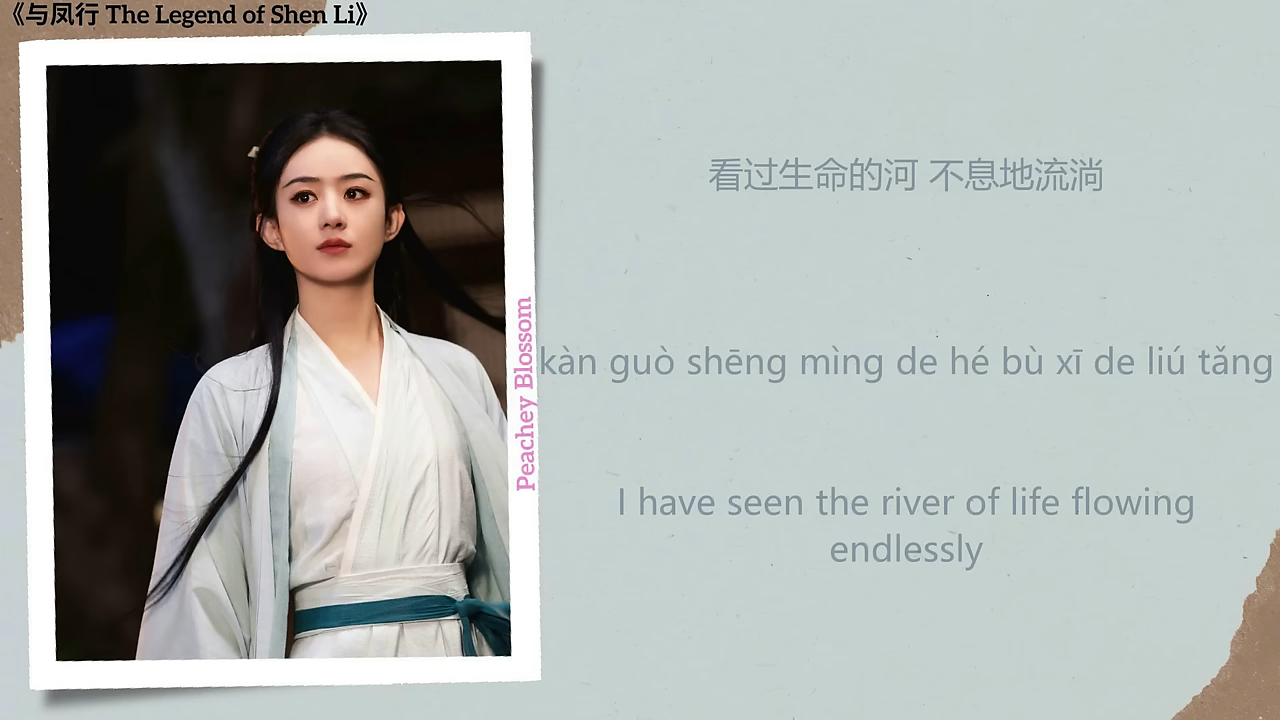 《与凤行 The Legend of Shen Li》
看过生命的河 不息地流淌
Peachey Blossom
kàn guò shēng mìng de hé bù xī de liú tǎng
I have seen the river of life flowing
endlessly